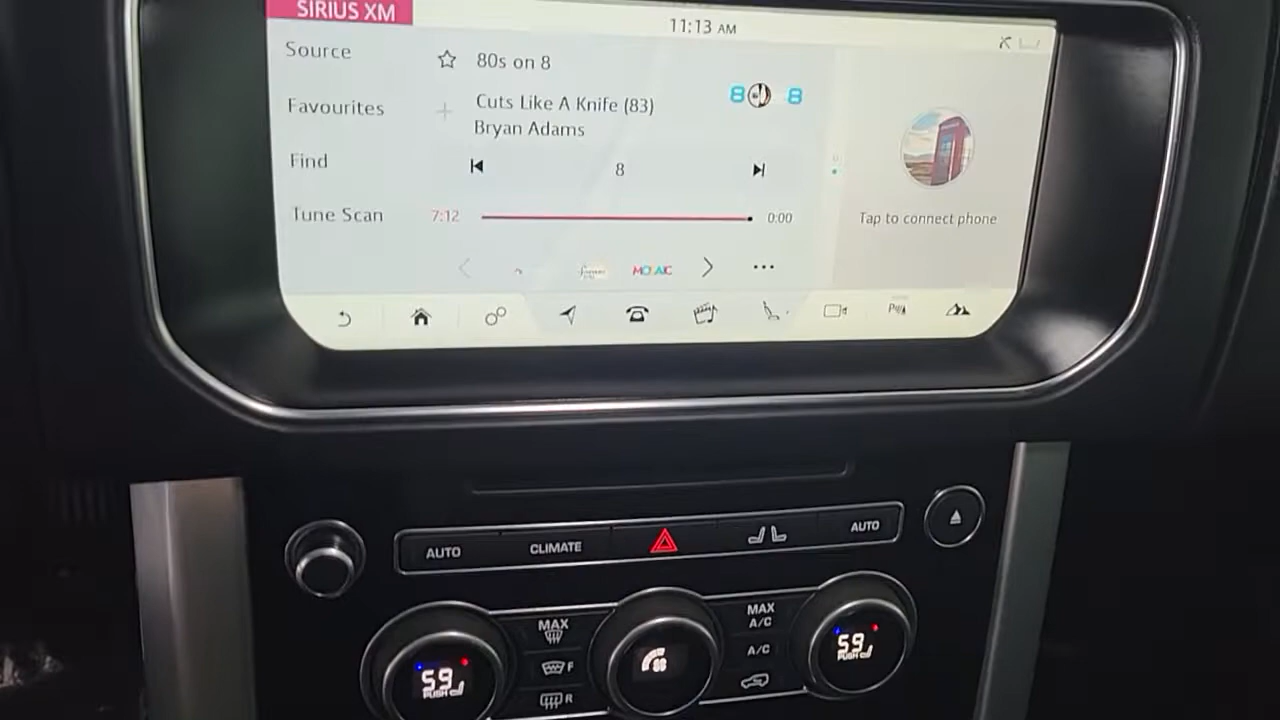 SIRIUS XM
11:13 AM
Source
80s on 8
Favourites
Cuts Like A Knife (83)
Bryan Adams
8 8
Find
8
Tune Scan
7:12
0:00
Tap to connect phone
MOSAIC
AUTO
CLIMATE
AUTO
MAX
F
R
MAX
A/C
A/C
59
PUSH
59
PUSH